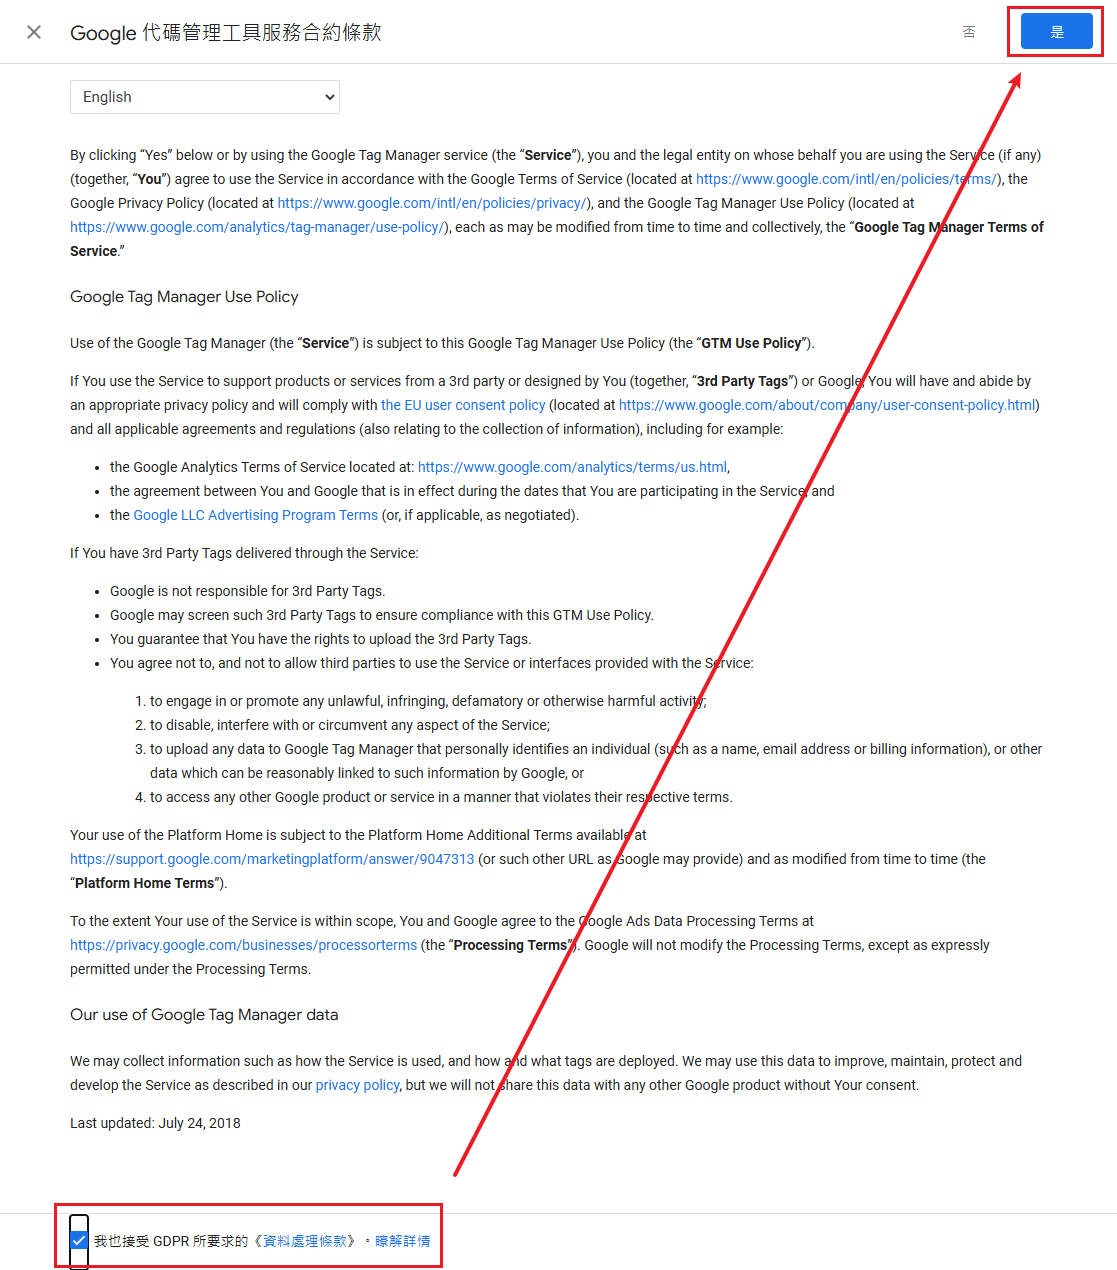 Google 代碼管理工具服務合約條款
否
是
English
By clicking “Yes” below or by using the Google Tag Manager service (the “Service”), you and the legal entity on whose behalf you are using the Service (if any)
(together, “You”) agree to use the Service in accordance with the Google Terms of Service (located at https://www.google.com/intl/en/policies/terms/), the
Google Privacy Policy (located at https://www.google.com/intl/en/policies/privacy/), and the Google Tag Manager Use Policy (located at
https://www.google.com/analytics/tag-manager/use-policy/), each as may be modified from time to time and collectively, the “Google Tag Manager Terms of
Service.”
Google Tag Manager Use Policy
Use of the Google Tag Manager (the “Service”) is subject to this Google Tag Manager Use Policy (the “GTM Use Policy”).
If You use the Service to support products or services from a 3rd party or designed by You (together, “3rd Party Tags”) or Google, You will have and abide by
an appropriate privacy policy and will comply with the EU user consent policy (located at https://www.google.com/about/company/user-consent-policy.html)
and all applicable agreements and regulations (also relating to the collection of information), including for example:
• the Google Analytics Terms of Service located at: https://www.google.com/analytics/terms/us.html,
• the agreement between You and Google that is in effect during the dates that You are participating in the Service, and
• the Google LLC Advertising Program Terms (or, if applicable, as negotiated).
If You have 3rd Party Tags delivered through the Service:
• Google is not responsible for 3rd Party Tags.
• Google may screen such 3rd Party Tags to ensure compliance with this GTM Use Policy.
• You guarantee that You have the rights to upload the 3rd Party Tags.
• You agree not to, and not to allow third parties to use the Service or interfaces provided with the Service:
1. to engage in or promote any unlawful, infringing, defamatory or otherwise harmful activity;
2. to disable, interfere with or circumvent any aspect of the Service;
3. to upload any data to Google Tag Manager that personally identifies an individual (such as a name, email address or billing information), or other
data which can be reasonably linked to such information by Google, or
4. to access any other Google product or service in a manner that violates their respective terms.
Your use of the Platform Home is subject to the Platform Home Additional Terms available at
https://support.google.com/marketingplatform/answer/9047313 (or such other URL as Google may provide) and as modified from time to time (the
“Platform Home Terms”).
To the extent Your use of the Service is within scope, You and Google agree to the Google Ads Data Processing Terms at
https://privacy.google.com/businesses/processorterms (the “Processing Terms”). Google will not modify the Processing Terms, except as expressly
permitted under the Processing Terms.
Our use of Google Tag Manager data
We may collect information such as how the Service is used, and how and what tags are deployed. We may use this data to improve, maintain, protect and
develop the Service as described in our privacy policy, but we will not share this data with any other Google product without Your consent.
Last updated: July 24, 2018
我也接受 GDPR 所要求的《資料處理條款》。瞭解詳情